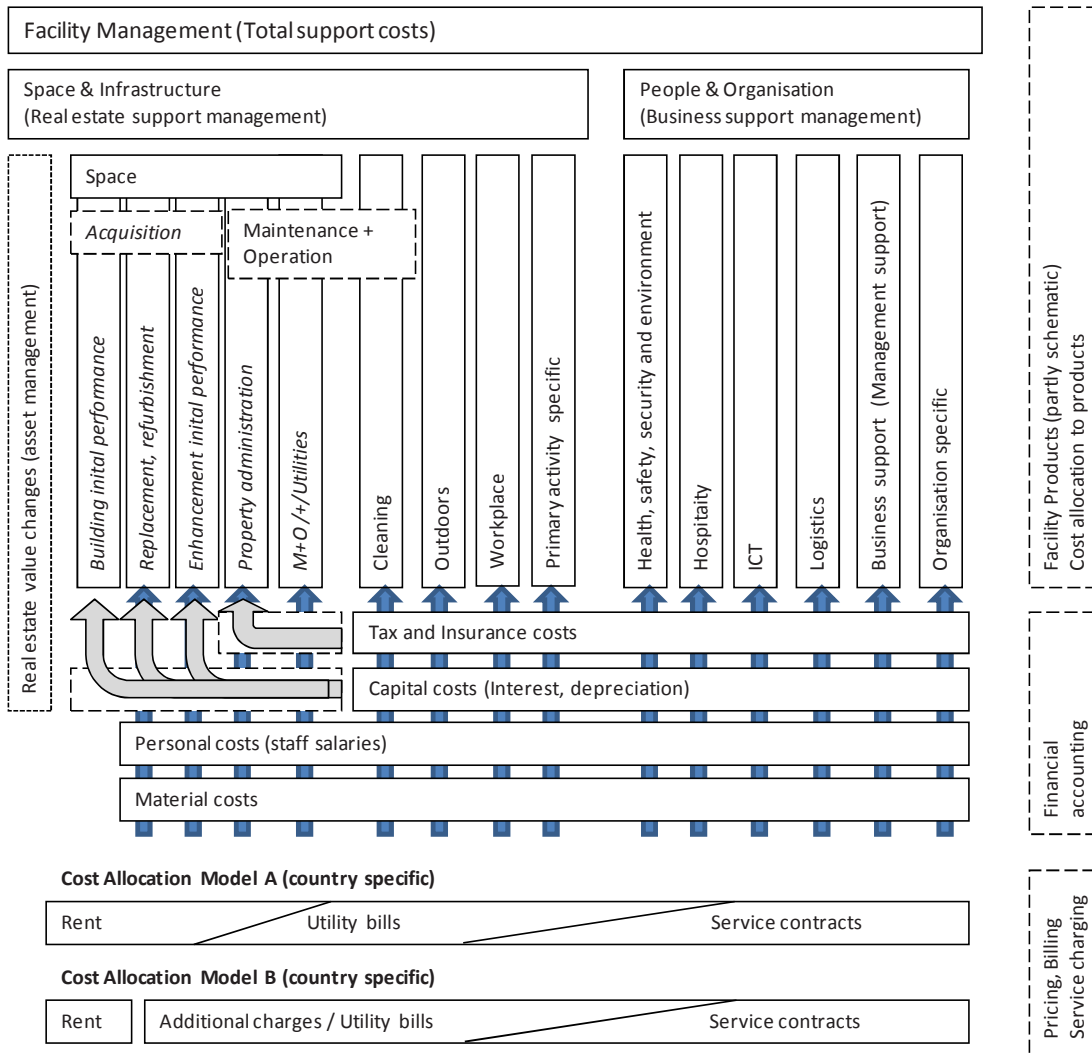 Facility Management (Total support costs)
Space & Infrastructure
(Real estate support management)
People & Organisation
(Business support management)
Real estate value changes (asset management)
Space
Acquisition
Maintenance +
Operation
Building inital performance
Replacement, refurbishment
Enhancement inital performance
Property administration
M+O /+/Utilities
Cleaning
Outdoors
Workplace
Primary activity specific
Health, safety, security and environment
Hospitaity
ICT
Logistics
Business support (Management support)
Organisation specific
Facility Products (partly schematic)
Cost allocation to products
Tax and Insurance costs
Capital costs (Interest, depreciation)
Personal costs (staff salaries)
Material costs
Financial
accounting
Cost Allocation Model A (country specific)
Rent Utility bills Service contracts
Cost Allocation Model B (country specific)
Rent Additional charges / Utility bills Service contracts
Pricing, Billing
Service charging